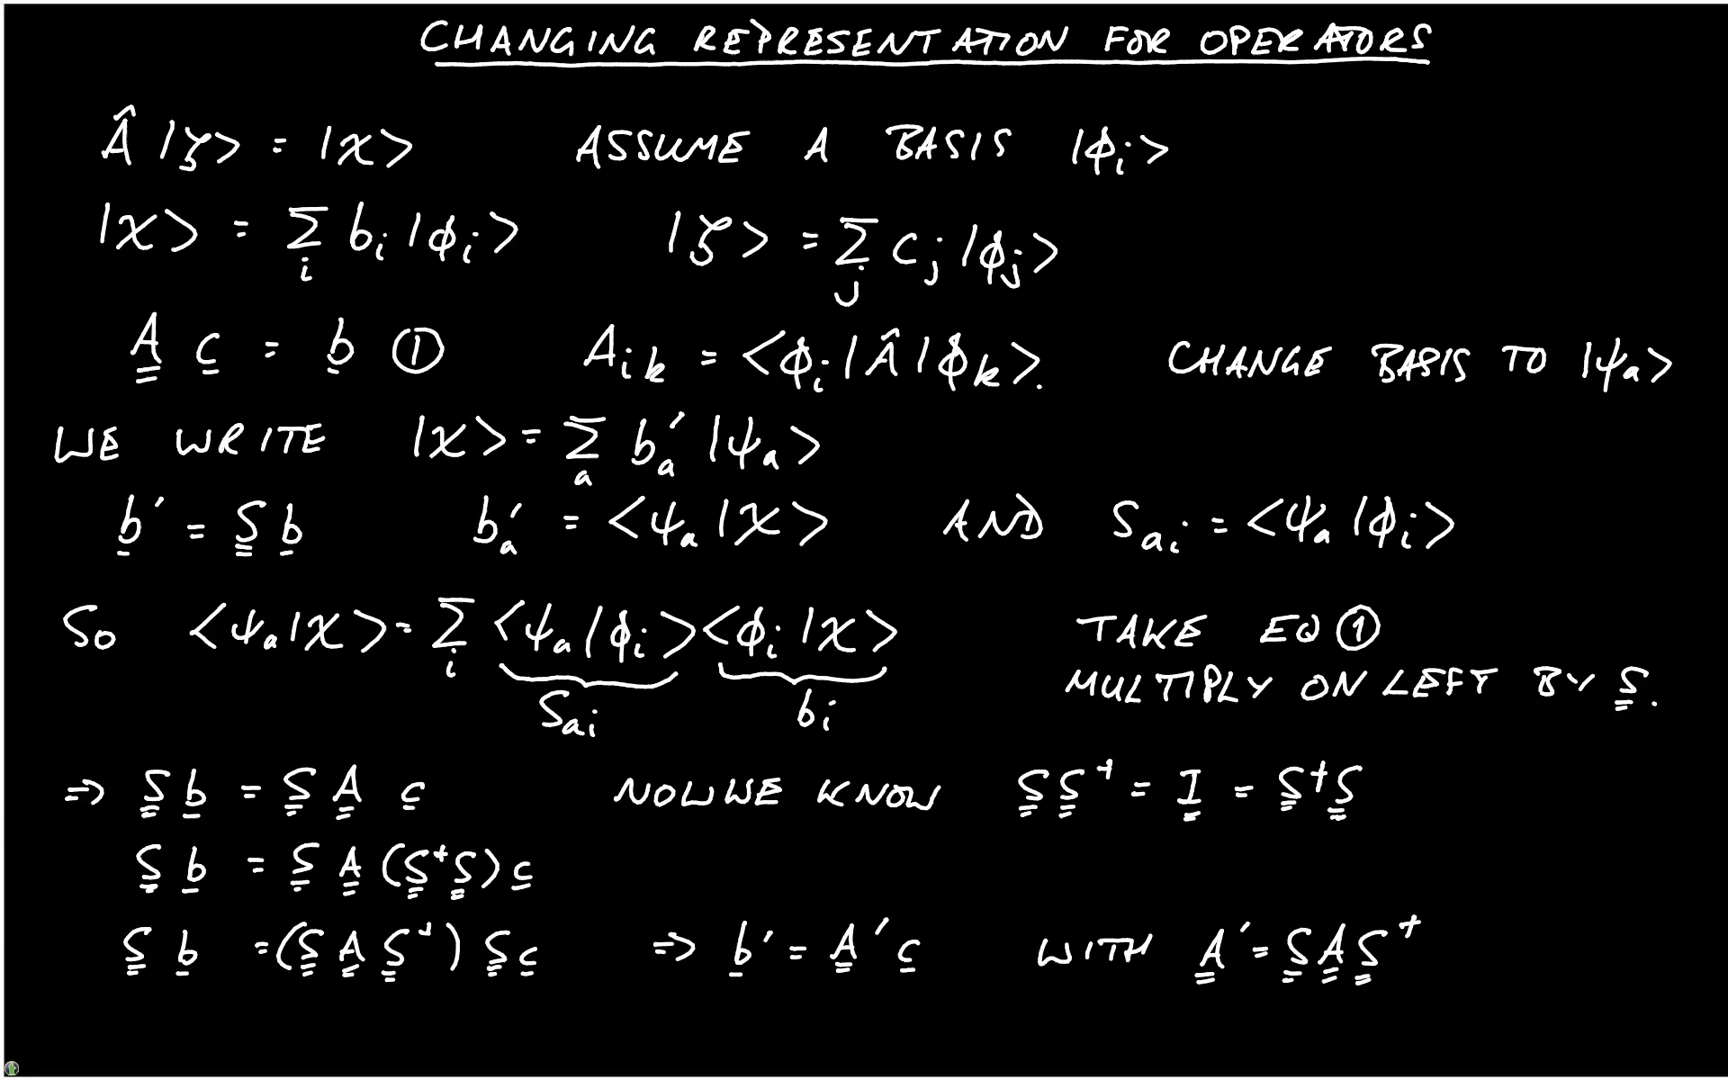 CHANGING REPRESENTATION FOR OPERATORS
Â |ζ> = |χ> ASSUME A BASIS |ϕᵢ>
|χ> = Σᵢ bᵢ |ϕᵢ> |ζ> = Σⱼ cⱼ |ϕⱼ>
A̳ c̲ = b̲ ① Aᵢₖ = <ϕᵢ|Â|ϕₖ>. CHANGE BASIS TO |ψₐ>
WE WRITE |χ> = Σₐ bₐ′ |ψₐ>
b̲′ = S̳ b̲ bₐ′ = <ψₐ|χ> AND Sₐᵢ = <ψₐ|ϕᵢ>
SO <ψₐ|χ> = Σᵢ <ψₐ|ϕᵢ><ϕᵢ|χ> TAKE EQ ①
Sₐᵢ bᵢ MULTIPLY ON LEFT BY S̳.
⇒ S̳ b̲ = S̳ A̳ c̲ NOW WE KNOW S̳S̳⁺ = I̳ = S̳⁺S̳
S̳ b̲ = S̳ A̳ (S̳⁺S̳) c̲
S̳ b̲ = (S̳ A̳ S̳⁺) S̳c̲ ⇒ b̲′ = A̳′ c̲ WITH A̳′ = S̳A̳S̳⁺